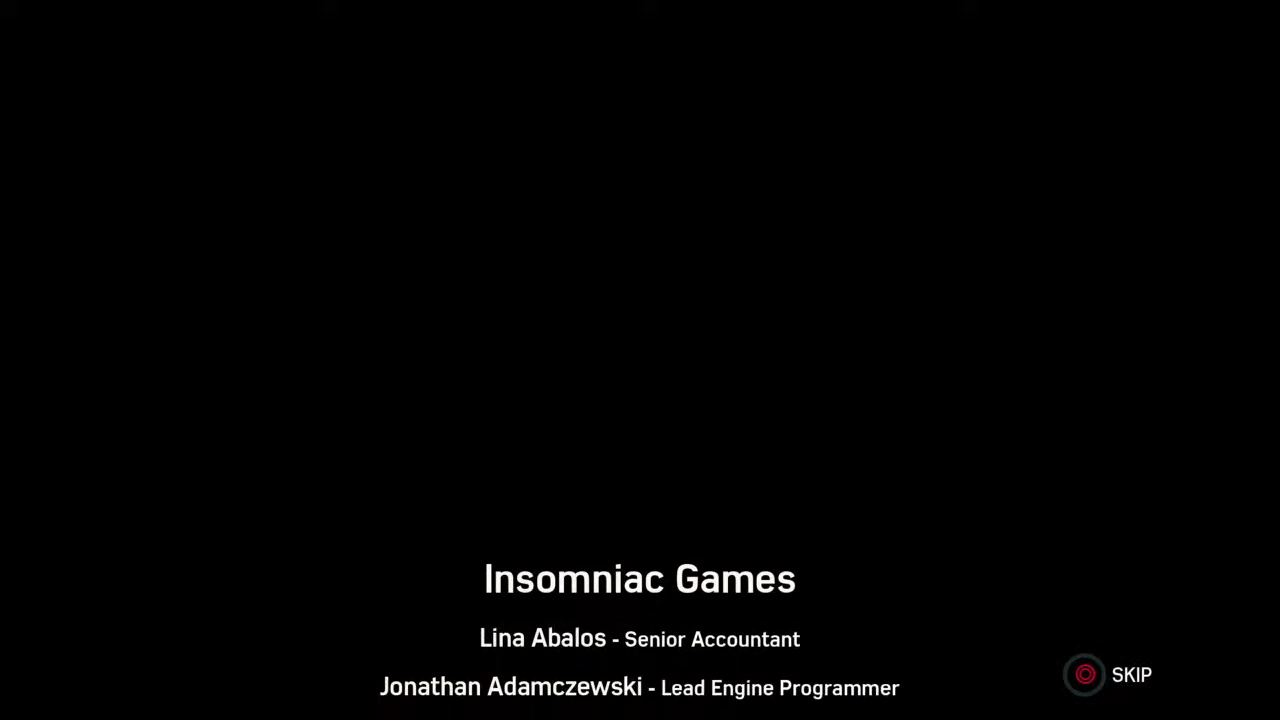 Insomniac Games
Lina Abalos - Senior Accountant
Jonathan Adamczewski - Lead Engine Programmer
SKIP